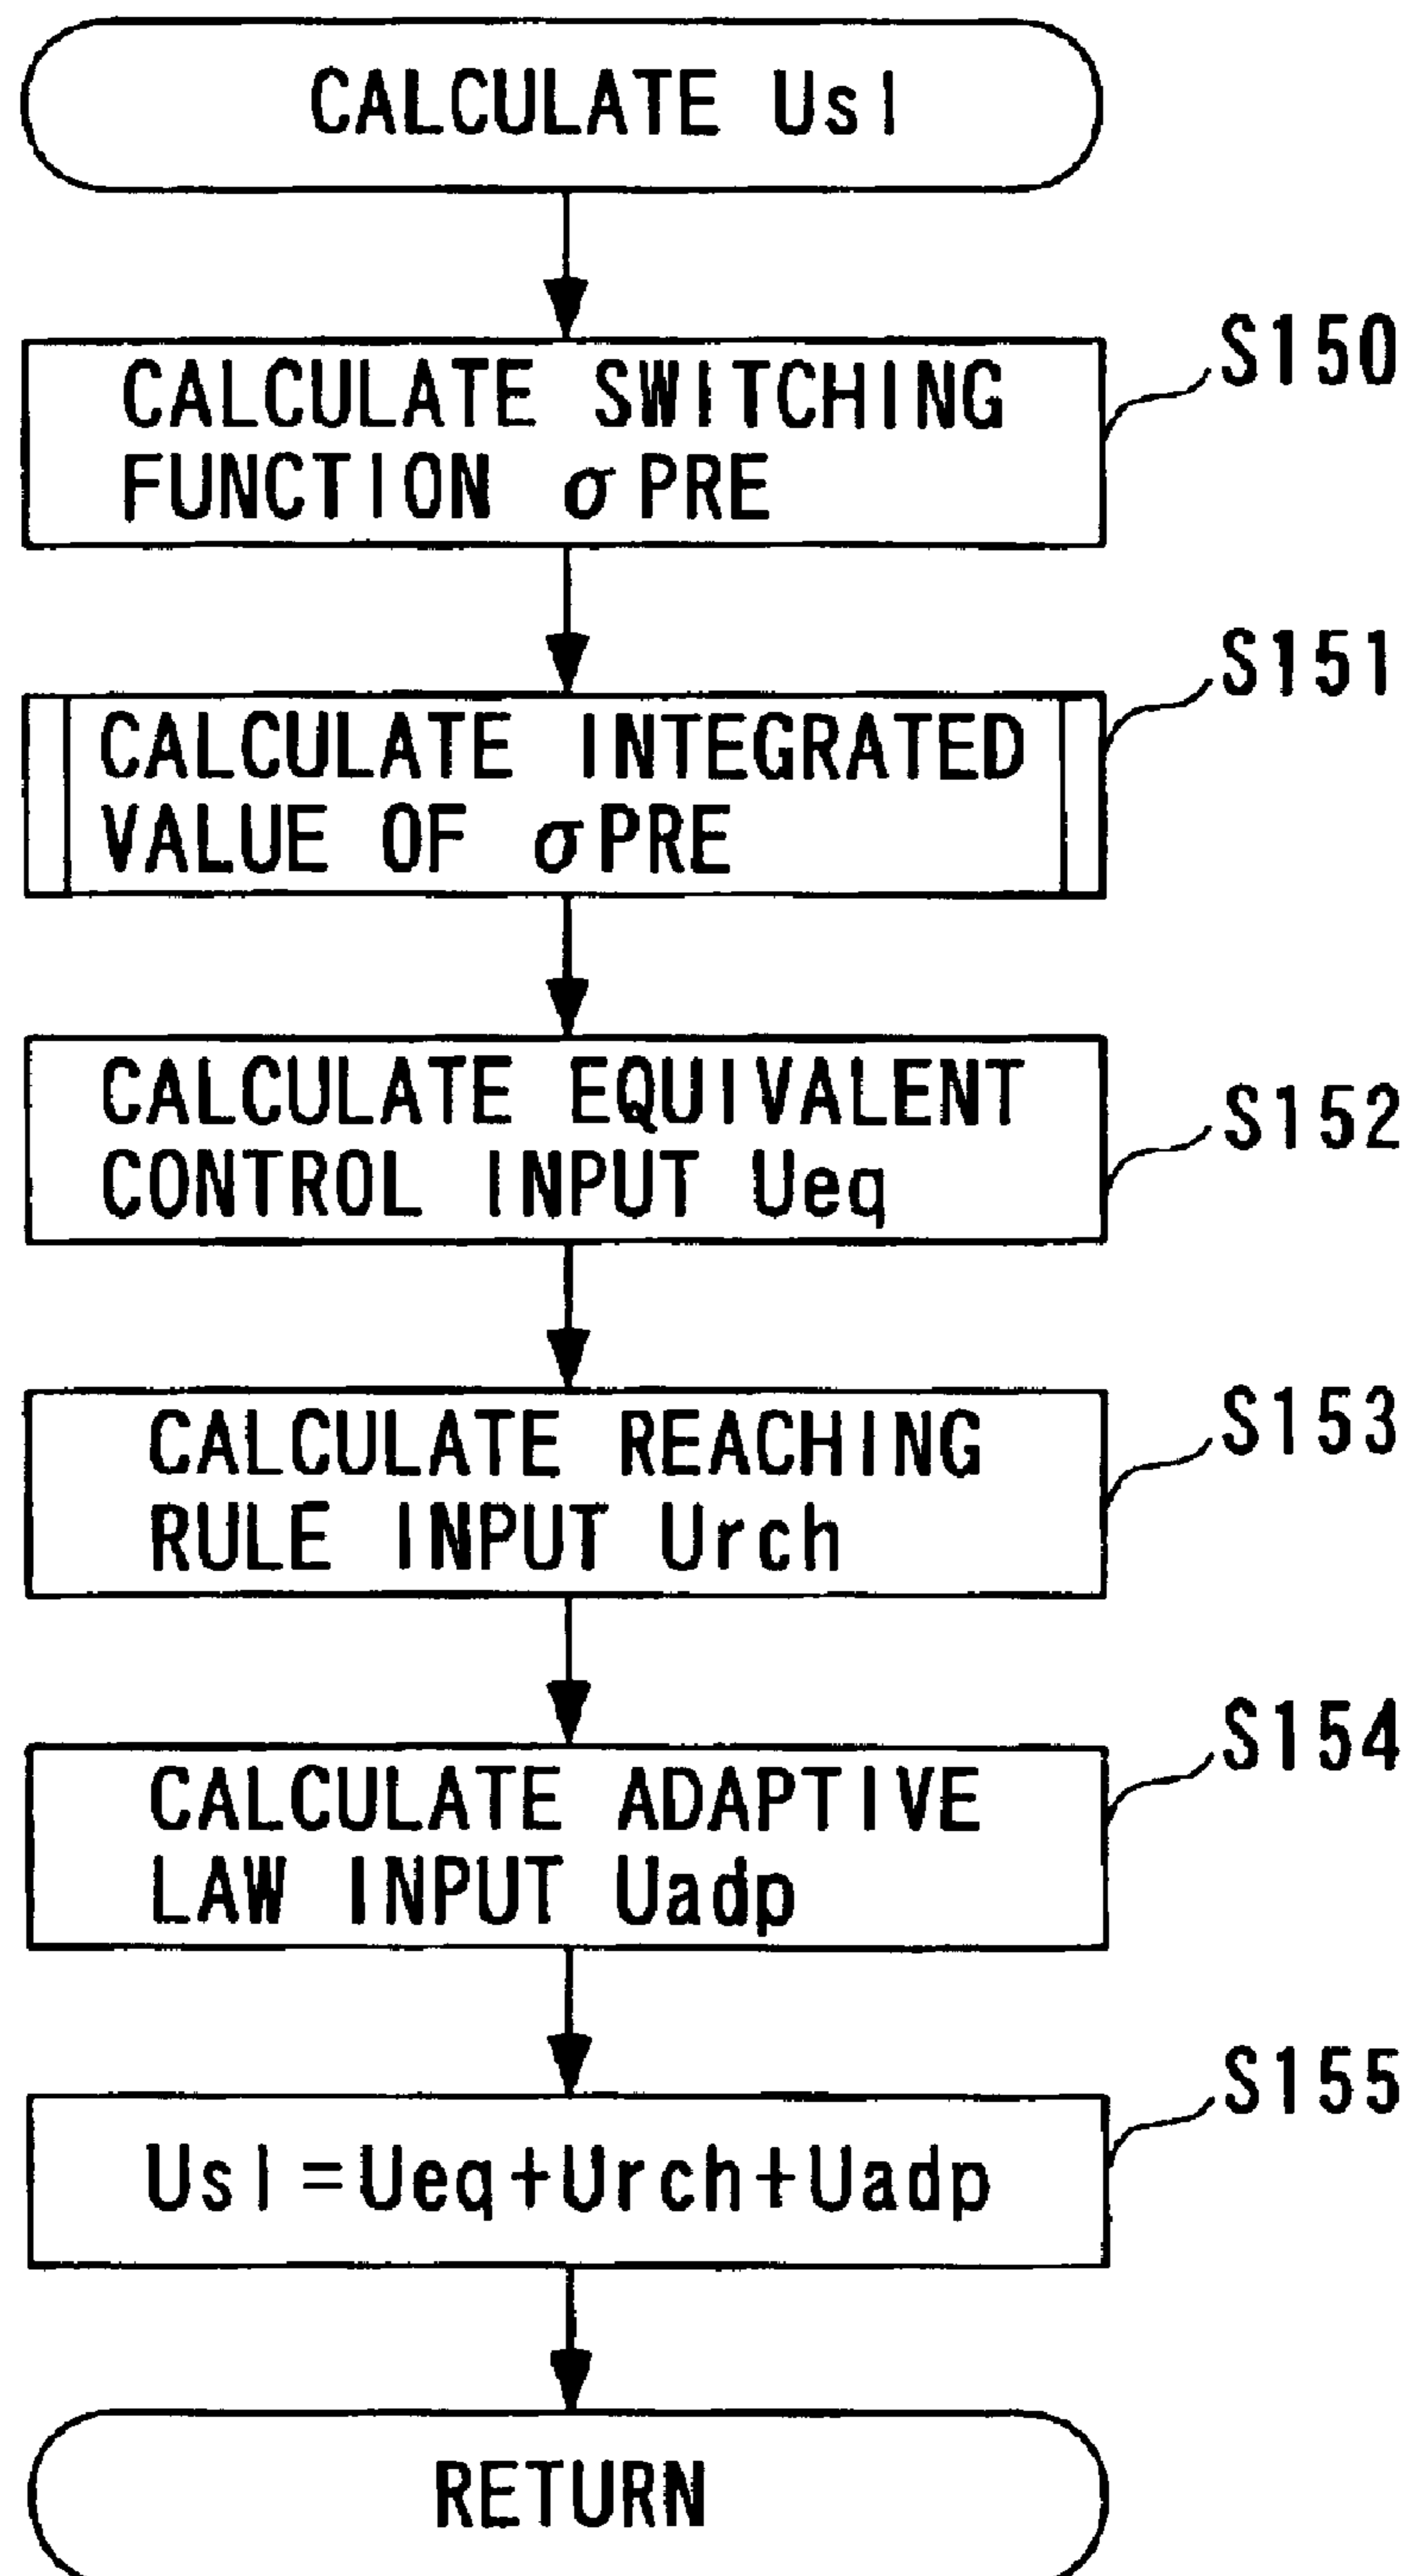 CALCULATE Usl
S150
CALCULATE SWITCHING
FUNCTION σPRE
S151
CALCULATE INTEGRATED
VALUE OF σPRE
CALCULATE EQUIVALENT
CONTROL INPUT Ueq
S152
S153
CALCULATE REACHING
RULE INPUT Urch
S154
CALCULATE ADAPTIVE
LAW INPUT Uadp
S155
Usl=Ueq+Urch+Uadp
RETURN